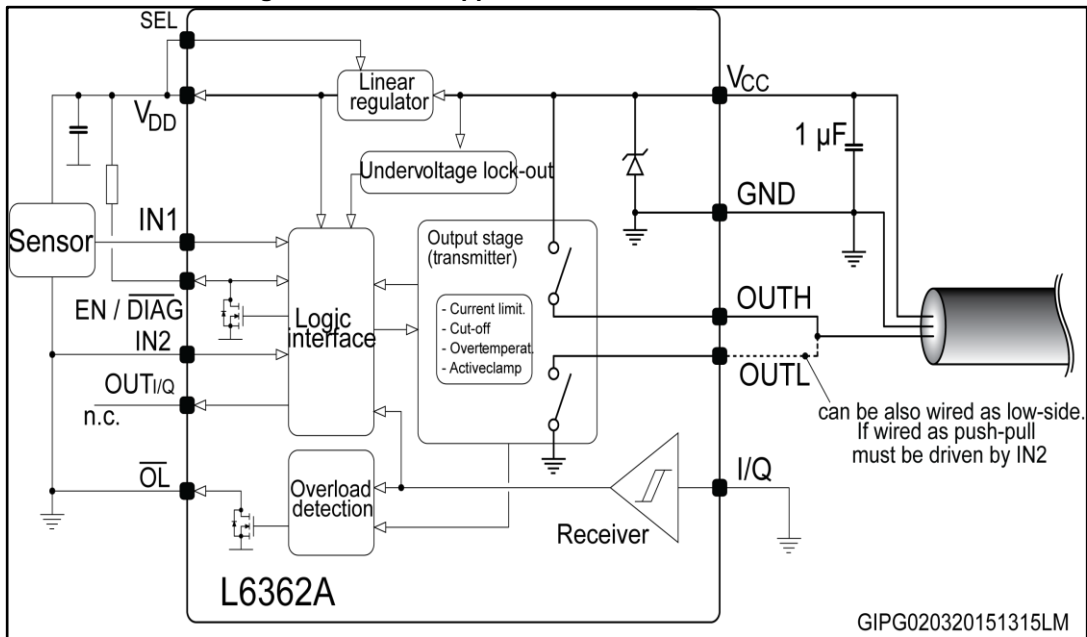 SEL
V_DD
Linear
regulator
V_CC
1 µF
Undervoltage lock-out
GND
Sensor
IN1
Output stage
(transmitter)
EN / DIAG
Logic
interface
- Current limit.
- Cut-off
- Overtemperat.
- Activeclamp
OUTH
IN2
OUTL
OUTI/Q
n.c.
can be also wired as low-side.
If wired as push-pull
must be driven by IN2
OL
Overload
detection
I/Q
Receiver
L6362A
GIPG020320151315LM